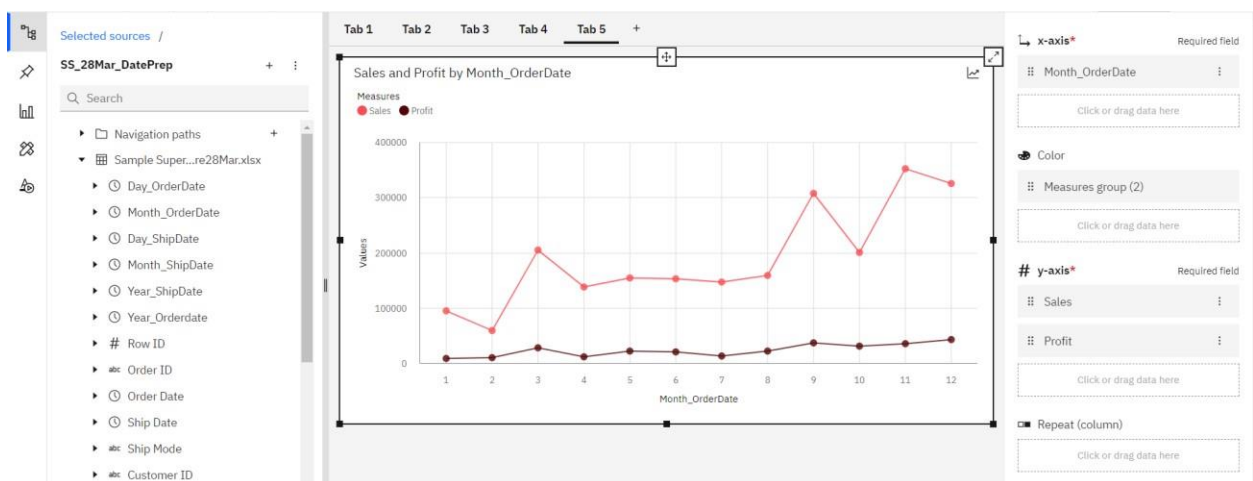 Selected sources /
SS_28Mar_DatePrep + ⋮
Search
Navigation paths +
Sample Super...re28Mar.xlsx
Day_OrderDate
Month_OrderDate
Day_ShipDate
Month_ShipDate
Year_ShipDate
Year_Orderdate
# Row ID
abc Order ID
Order Date
Ship Date
abc Ship Mode
abc Customer ID
Tab 1 Tab 2 Tab 3 Tab 4 Tab 5 +
Sales and Profit by Month_OrderDate
Measures
Sales Profit
Values
400000
300000
200000
100000
0
1 2 3 4 5 6 7 8 9 10 11 12
Month_OrderDate
x-axis* Required field
Month_OrderDate
Click or drag data here
Color
Measures group (2)
Click or drag data here
# y-axis* Required field
Sales
Profit
Click or drag data here
Repeat (column)
Click or drag data here